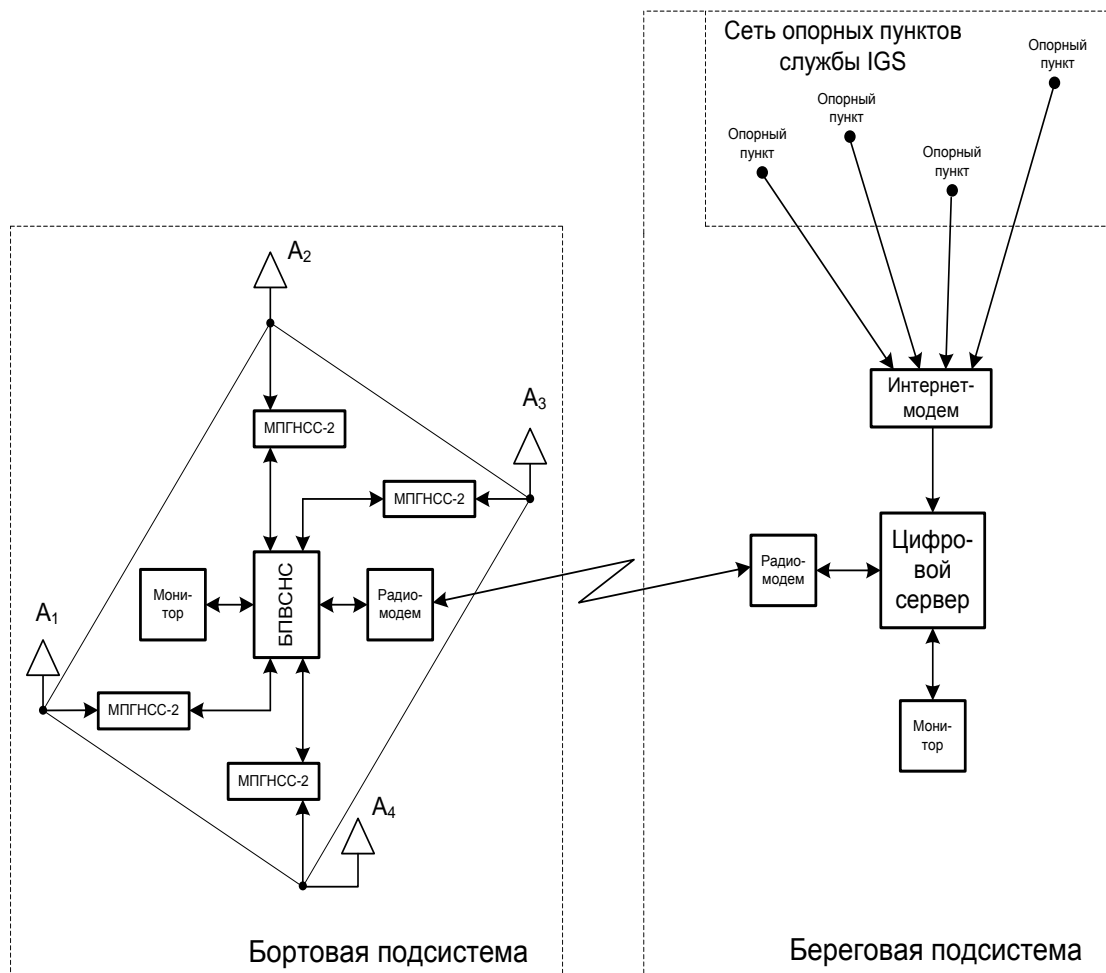 Сеть опорных пунктов
службы IGS
Опорный
пункт
Опорный
пункт
Опорный
пункт
Опорный
пункт
Интернет-
модем
Цифро-
вой
сервер
Радио-
модем
Мони-
тор
Береговая подсистема
A2
A3
МПГНСС-2
МПГНСС-2
Мони-
тор
БПВСНС
Радио-
модем
A1
МПГНСС-2
МПГНСС-2
A4
Бортовая подсистема